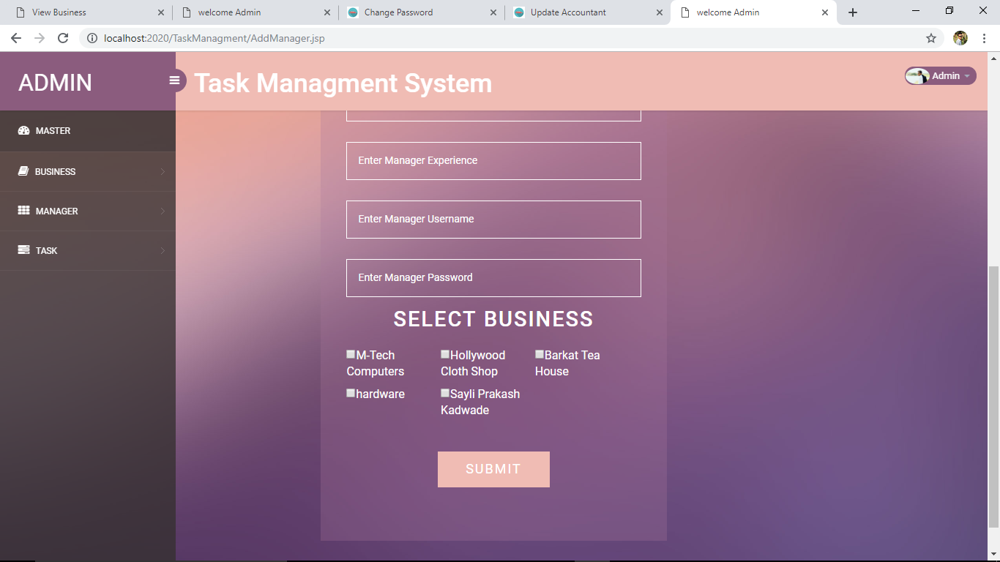 View Business
welcome Admin
Change Password
Update Accountant
welcome Admin
localhost:2020/TaskManagment/AddManager.jsp
ADMIN
Task Managment System
Admin
MASTER
BUSINESS
MANAGER
TASK
Enter Manager Experience
Enter Manager Username
Enter Manager Password
SELECT BUSINESS
M-Tech
Computers
Hollywood
Cloth Shop
Barkat Tea
House
hardware
Sayli Prakash
Kadwade
SUBMIT